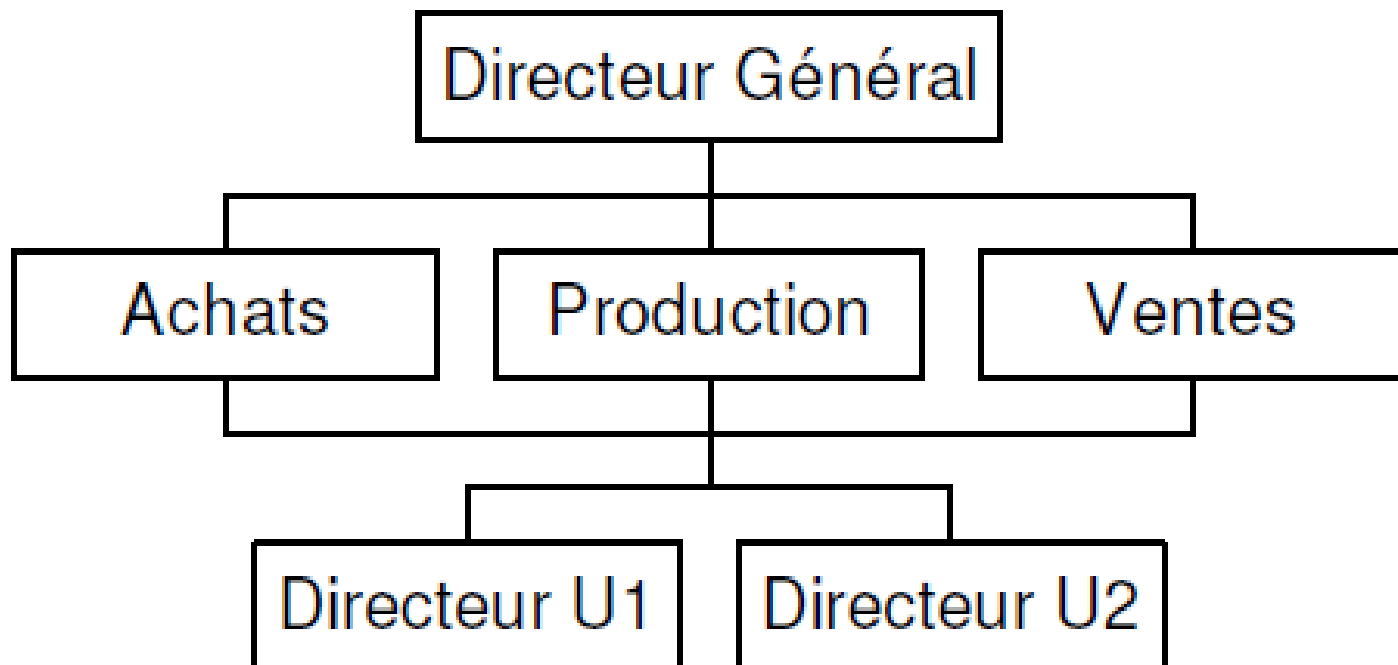 Directeur Général
Achats
Production
Ventes
Directeur U1
Directeur U2